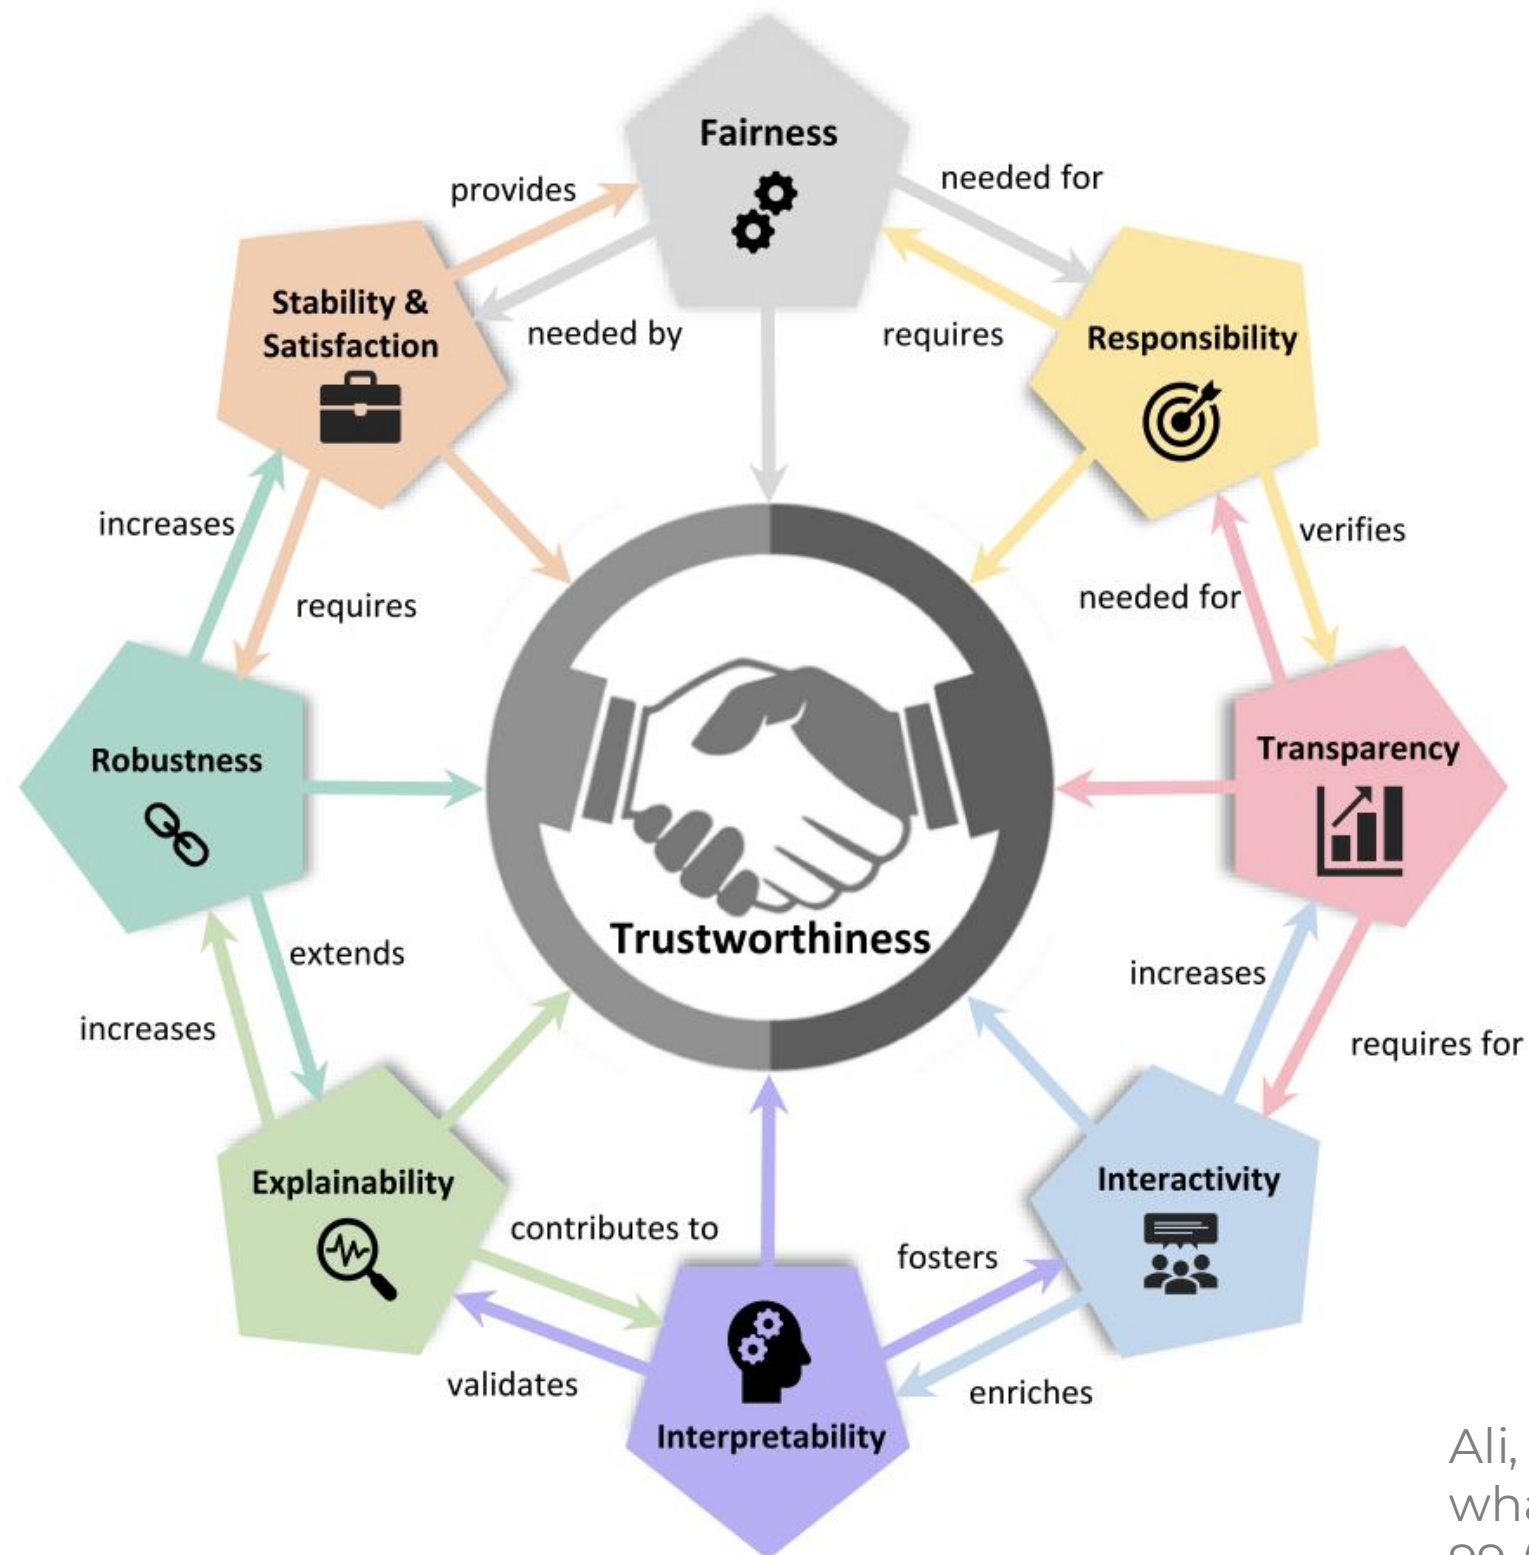 Fairness
provides
needed for
needed by
requires
Stability &
Satisfaction
Responsibility
increases
requires
verifies
needed for
Robustness
Transparency
Trustworthiness
extends
increases
increases
requires for
Explainability
Interactivity
contributes to
fosters
validates
enriches
Interpretability
Ali,